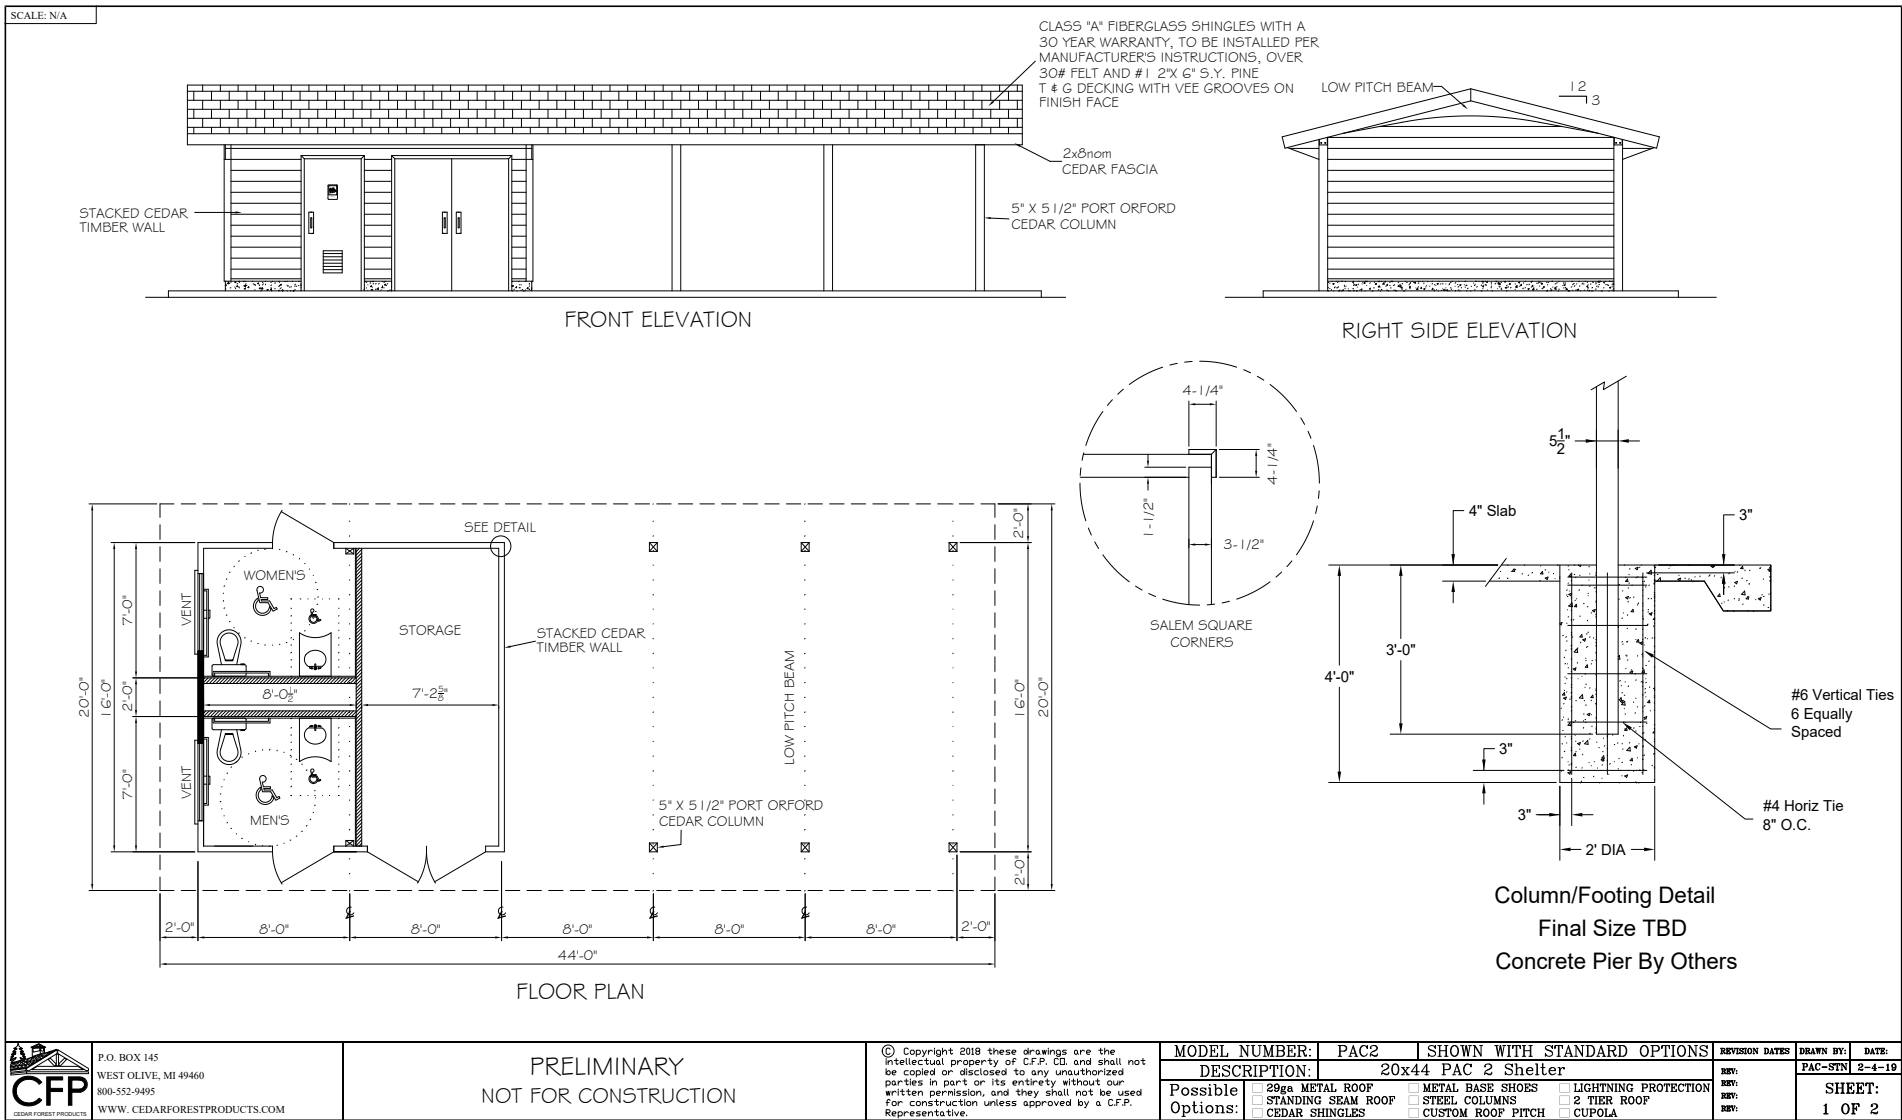 SCALE: N/A
CLASS "A" FIBERGLASS SHINGLES WITH A
30 YEAR WARRANTY, TO BE INSTALLED PER
MANUFACTURER'S INSTRUCTIONS, OVER
30# FELT AND #1 2"X 6" S.Y. PINE
T & G DECKING WITH VEE GROOVES ON
FINISH FACE
2x8nom
CEDAR FASCIA
5" X 5 1/2" PORT ORFORD
CEDAR COLUMN
STACKED CEDAR
TIMBER WALL
FRONT ELEVATION
LOW PITCH BEAM
12
3
RIGHT SIDE ELEVATION
4-1/4"
4-1/4"
1-1/2"
3-1/2"
SALEM SQUARE
CORNERS
SEE DETAIL
WOMEN'S
VENT
STORAGE
STACKED CEDAR
TIMBER WALL
8'-0 1/2"
7'-2 5/8"
LOW PITCH BEAM
VENT
MEN'S
5" X 5 1/2" PORT ORFORD
CEDAR COLUMN
20'-0"
16'-0"
7'-0"
2'-0"
7'-0"
2'-0"
16'-0"
20'-0"
2'-0"
2'-0"
8'-0"
8'-0"
8'-0"
8'-0"
8'-0"
2'-0"
44'-0"
FLOOR PLAN
5 1/2"
4" Slab
3"
4'-0"
3'-0"
3"
3"
2' DIA
#6 Vertical Ties
6 Equally
Spaced
#4 Horiz Tie
8" O.C.
Column/Footing Detail
Final Size TBD
Concrete Pier By Others
CFP
CEDAR FOREST PRODUCTS
P.O. BOX 145
WEST OLIVE, MI 49460
800-552-9495
WWW. CEDARFORESTPRODUCTS.COM
PRELIMINARY
NOT FOR CONSTRUCTION
© Copyright 2018 these drawings are the
intellectual property of C.F.P. CO. and shall not
be copied or disclosed to any unauthorized
parties in part or its entirety without our
written permission, and they shall not be used
for construction unless approved by a C.F.P.
Representative.
MODEL NUMBER: PAC2 SHOWN WITH STANDARD OPTIONS
DESCRIPTION: 20x44 PAC 2 Shelter
Possible
Options:
29ga METAL ROOF METAL BASE SHOES LIGHTNING PROTECTION
STANDING SEAM ROOF STEEL COLUMNS 2 TIER ROOF
CEDAR SHINGLES CUSTOM ROOF PITCH CUPOLA
REVISION DATES
REV:
REV:
REV:
REV:
DRAWN BY: DATE:
PAC-STN 2-4-19
SHEET:
1 OF 2